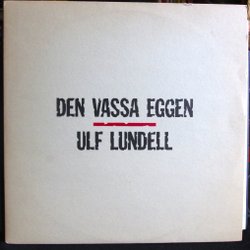 DEN VASSA EGGEN
ULF LUNDELL